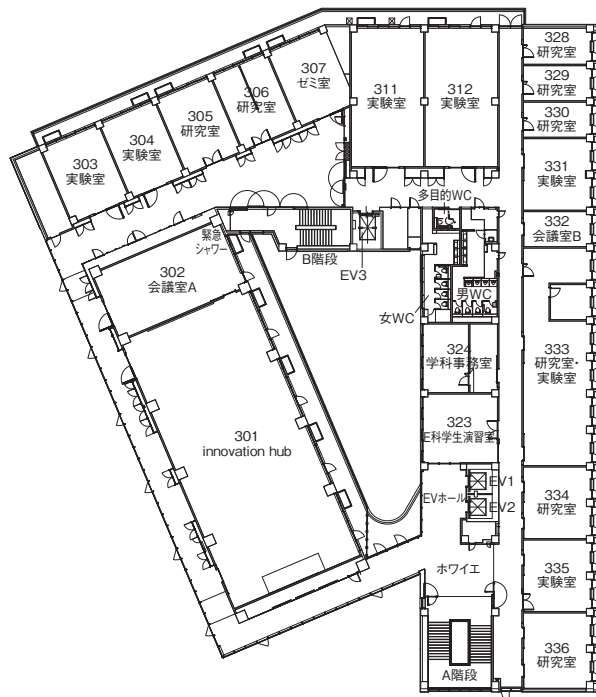 328
研究室
329
研究室
330
研究室
331
実験室
332
会議室B
333
研究室・
実験室
334
研究室
335
実験室
336
研究室
307
ゼミ室
306
研究室
305
研究室
304
実験室
303
実験室
311
実験室
312
実験室
多目的WC
緊急
シャワー
B階段
EV3
302
会議室A
女WC
男WC
324
学科事務室
323
E科学生演習室
301
innovation hub
EVホール
EV1
EV2
ホワイエ
A階段